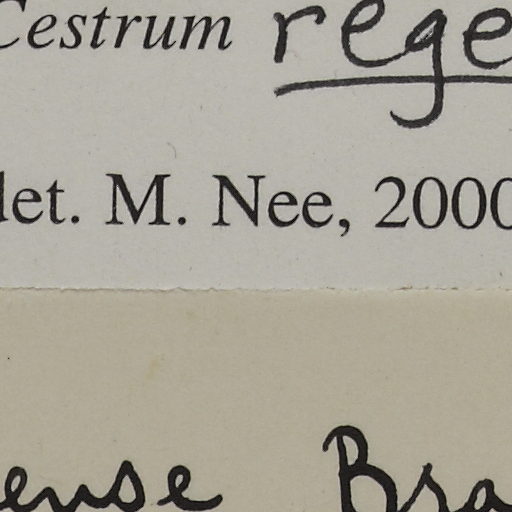 Cestrum rege
det. M. Nee, 2000
ense Bra